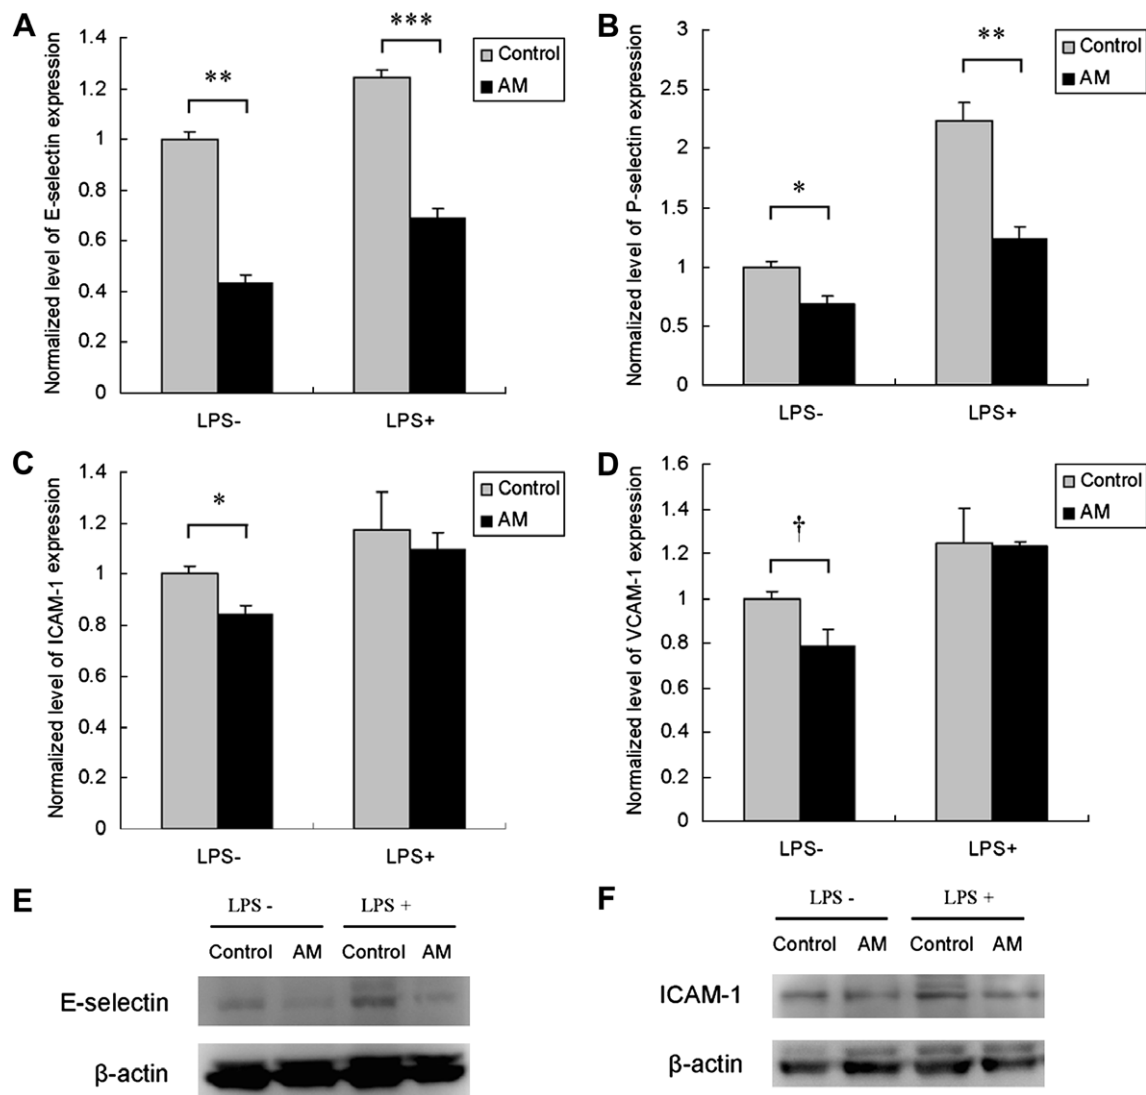 A
Normalized level of E-selectin expression
1.4
1.2
1
0.8
0.6
0.4
0.2
0
**
***
Control
AM
LPS-
LPS+
B
Normalized level of P-selectin expression
3
2.5
2
1.5
1
0.5
0
*
**
Control
AM
LPS-
LPS+
C
Normalized level of ICAM-1 expression
1.4
1.2
1
0.8
0.6
0.4
0.2
0
*
Control
AM
LPS-
LPS+
D
Normalized level of VCAM-1 expression
1.6
1.4
1.2
1
0.8
0.6
0.4
0.2
0
†
Control
AM
LPS-
LPS+
E
LPS - LPS +
Control AM Control AM
E-selectin
β-actin
F
LPS - LPS +
Control AM Control AM
ICAM-1
β-actin